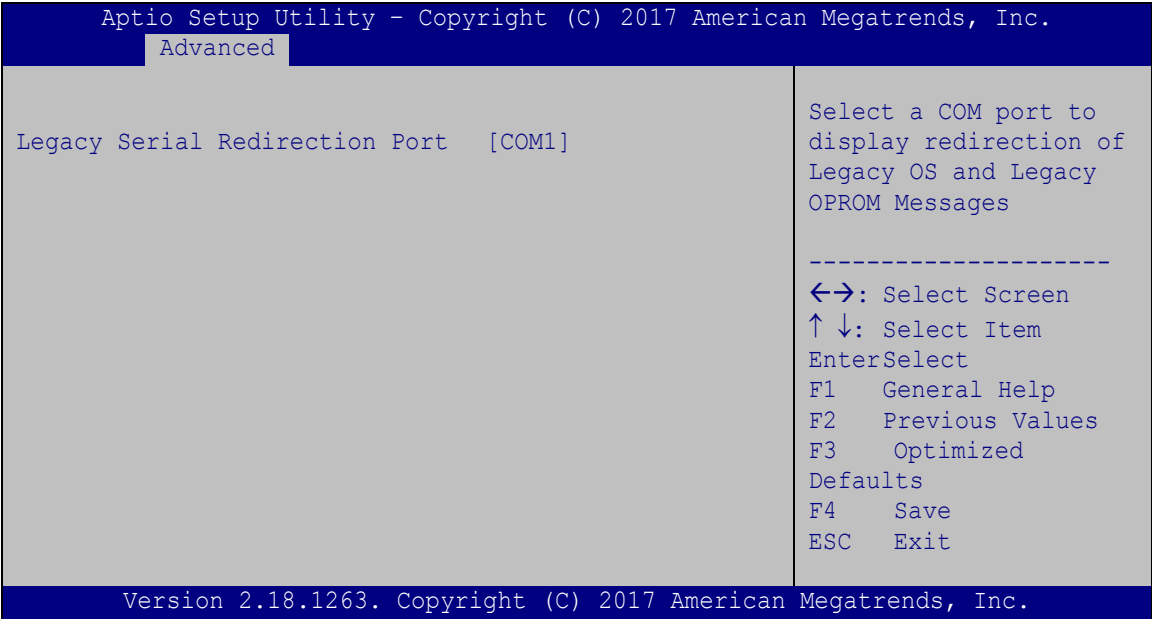 Aptio Setup Utility – Copyright (C) 2017 American Megatrends, Inc.
Advanced
Legacy Serial Redirection Port [COM1]
Select a COM port to
display redirection of
Legacy OS and Legacy
OPROM Messages
---------------------
←→: Select Screen
↑ ↓: Select Item
EnterSelect
F1 General Help
F2 Previous Values
F3 Optimized
Defaults
F4 Save
ESC Exit
Version 2.18.1263. Copyright (C) 2017 American Megatrends, Inc.